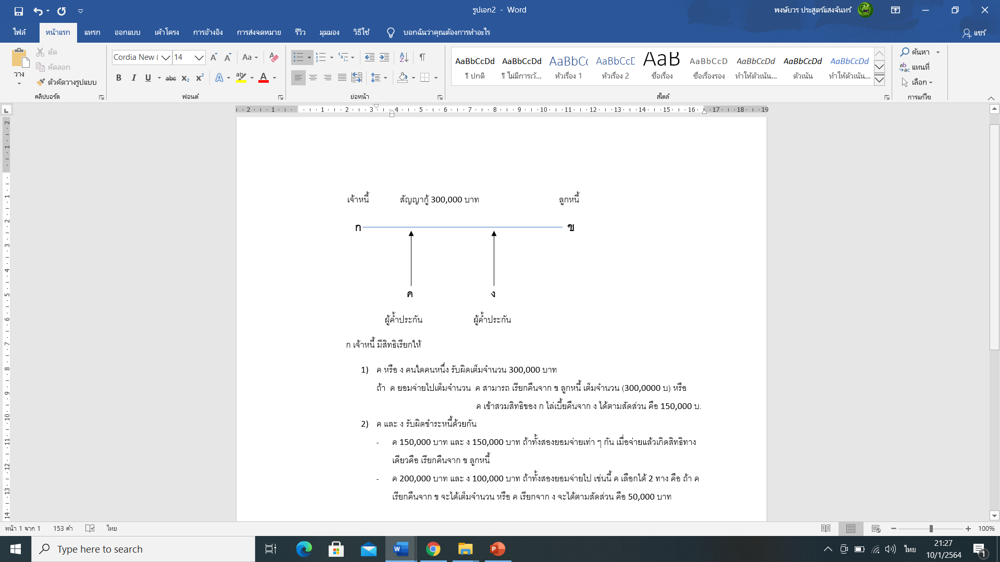 รูปเอก2 - Word
พงษ์บวร ประสูตร์แสงจันทร์
ไฟล์ หน้าแรก แทรก ออกแบบ เค้าโครง การอ้างอิง การส่งจดหมาย รีวิว มุมมอง วิธีใช้ บอกฉันว่าคุณต้องการทำอะไร แชร์
วาง
ตัด
คัดลอก
ตัวคัดวางรูปแบบ
คลิปบอร์ด
Cordia New ( 14
ฟอนต์
ย่อหน้า
AaBbCcDd AaBbCcDd AaBbCc AaBbCcC AaB AaBbCcD AaBbCcDd AaBbCcDd AaBbCcDd
¶ ปกติ ¶ ไม่มีการเว้... หัวเรื่อง 1 หัวเรื่อง 2 ชื่อเรื่อง ชื่อเรื่องรอง ทำให้ตัวเน้น... ตัวเน้น ทำให้ตัวเน้น...
สไตล์
ค้นหา
แทนที่
เลือก
การแก้ไข
2 1 1 2 3 4 5 6 7 8 9 10 11 12 13 14 15 16 17 18 19
เจ้าหนี้ สัญญากู้ 300,000 บาท ลูกหนี้
ก ข
ค ง
ผู้ค้ำประกัน ผู้ค้ำประกัน
ก เจ้าหนี้ มีสิทธิเรียกให้
1) ค หรือ ง คนใดคนหนึ่ง รับผิดเต็มจำนวน 300,000 บาท
ถ้า ค ยอมจ่ายไปเต็มจำนวน ค สามารถ เรียกคืนจาก ข ลูกหนี้ เต็มจำนวน (300,0000 บ) หรือ
ค เข้าสวมสิทธิของ ก ไล่เบี้ยคืนจาก ง ได้ตามสัดส่วน คือ 150,000 บ.
2) ค และ ง รับผิดชำระหนี้ด้วยกัน
- ค 150,000 บาท และ ง 150,000 บาท ถ้าทั้งสองยอมจ่ายเท่า ๆ กัน เมื่อจ่ายแล้วเกิดสิทธิทาง
เดียวคือ เรียกคืนจาก ข ลูกหนี้
- ค 200,000 บาท และ ง 100,000 บาท ถ้าทั้งสองยอมจ่ายไป เช่นนี้ ค เลือกได้ 2 ทาง คือ ถ้า ค
เรียกคืนจาก ข จะได้เต็มจำนวน หรือ ค เรียกจาก ง จะได้ตามสัดส่วน คือ 50,000 บาท
หน้า 1 จาก 1 153 คำ ไทย 100%
Type here to search
ไทย
21:27
10/1/2564
1